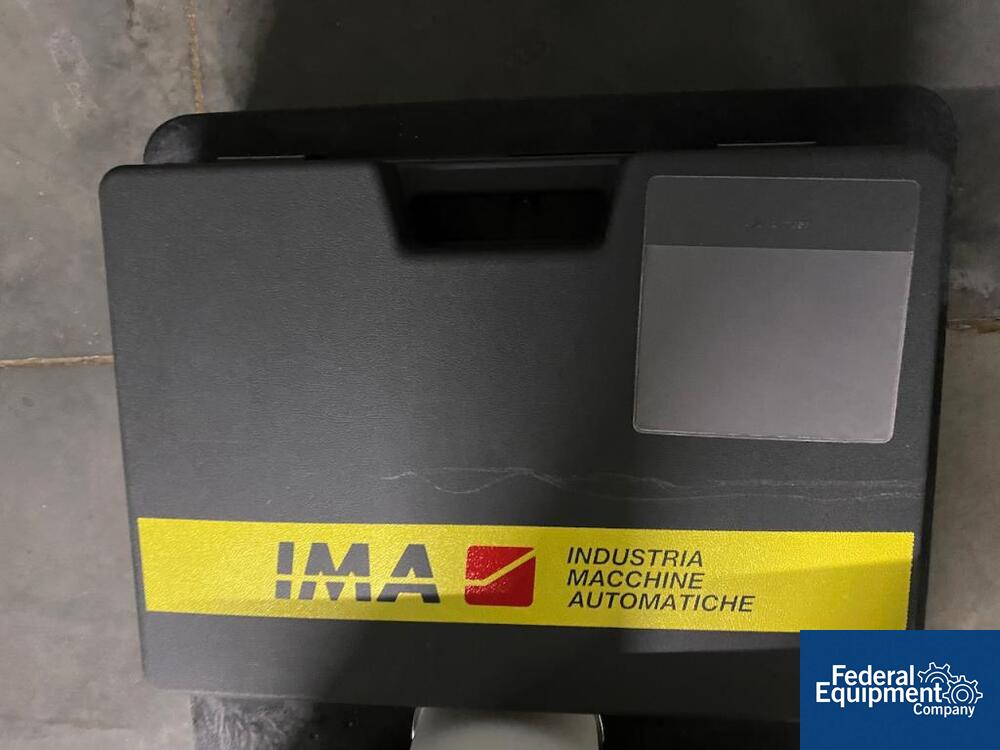 IMA
INDUSTRIA
MACCHINE
AUTOMATICHE
Federal
Equipment
Company